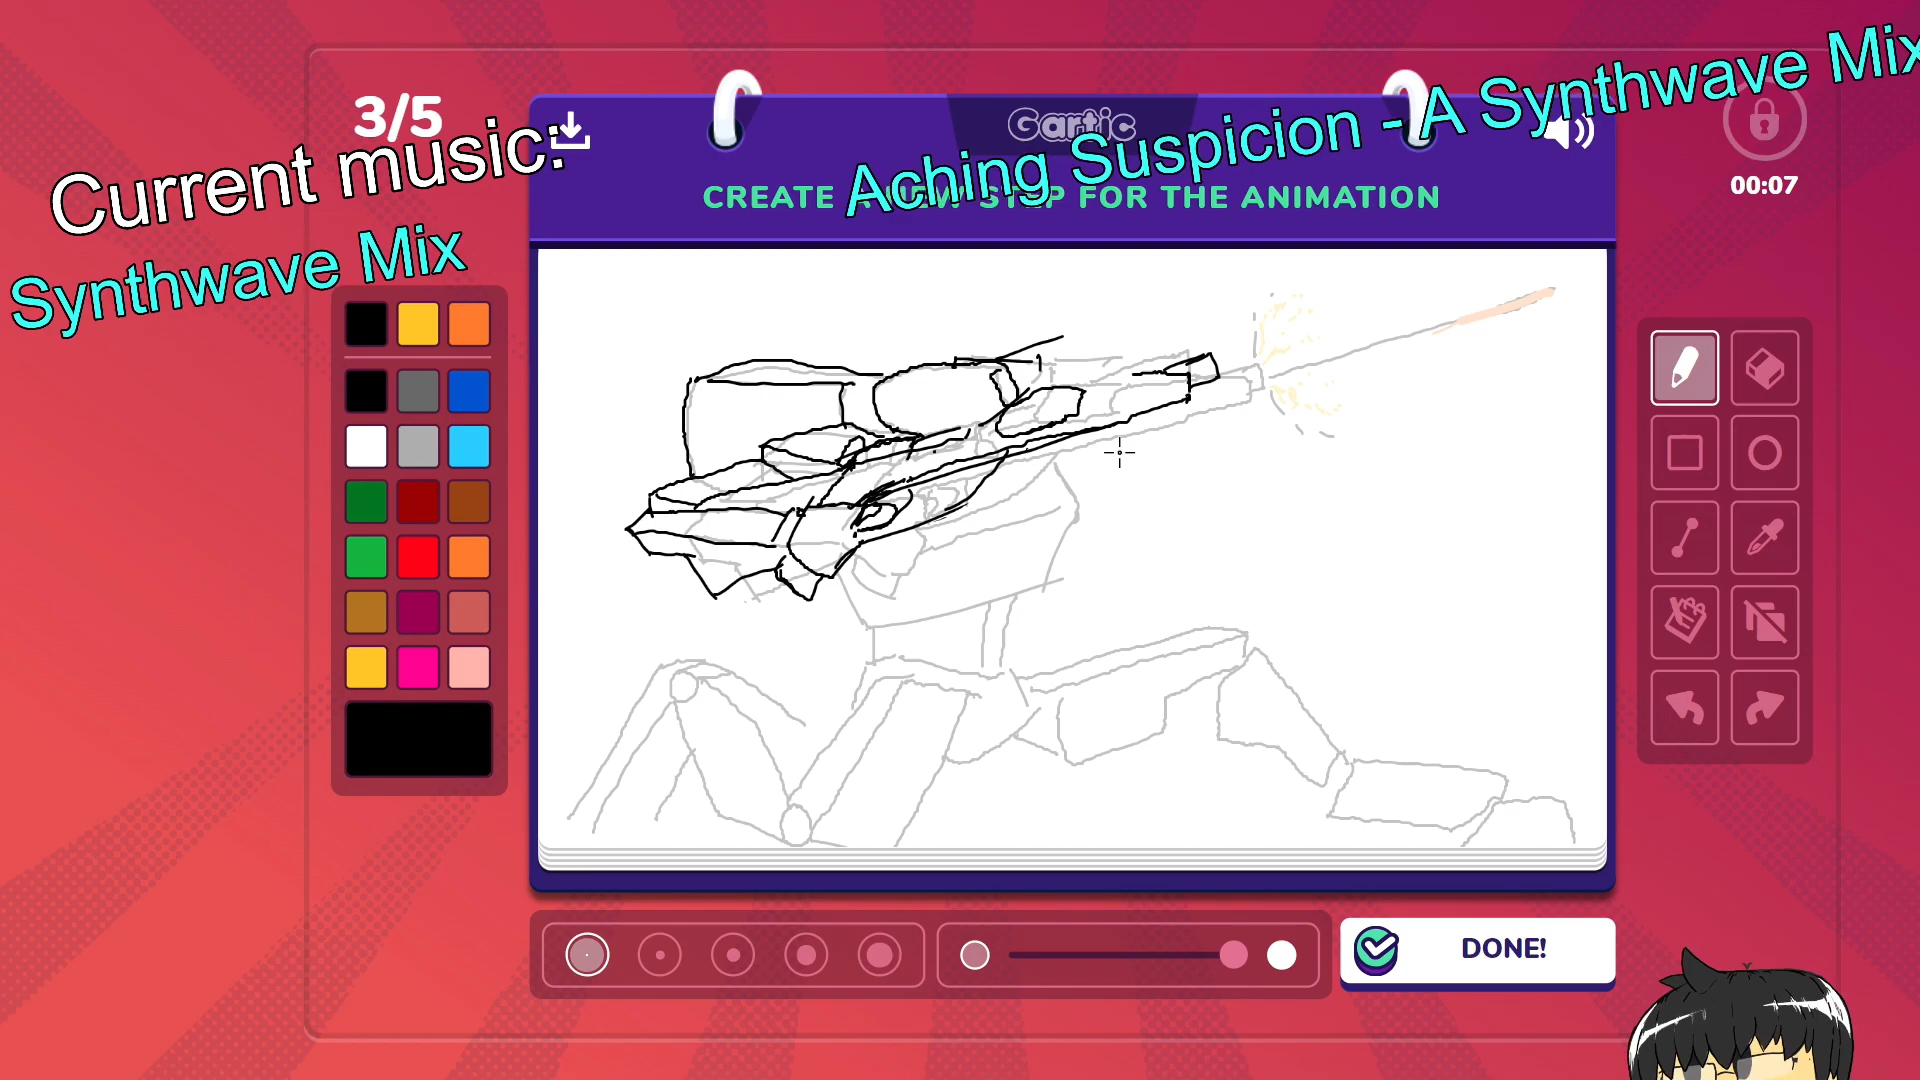 3/5
Current music:
Synthwave Mix
Gartic
Aching Suspicion - A Synthwave Mix
CREATE A NEW STEP FOR THE ANIMATION
00:07
DONE!